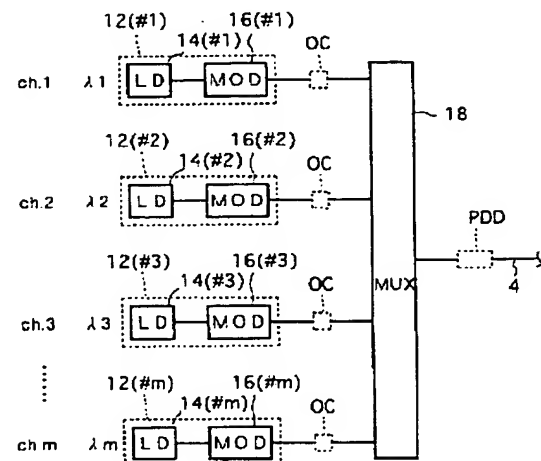 12(#1) 16(#1)
14(#1) OC
ch.1 λ1 LD MOD
18
12(#2) 16(#2)
14(#2) OC
ch.2 λ2 LD MOD
PDD
12(#3) 16(#3)
14(#3) OC
MUX 4
ch.3 λ3 LD MOD
12(#m) 16(#m)
14(#m) OC
ch m λm LD MOD